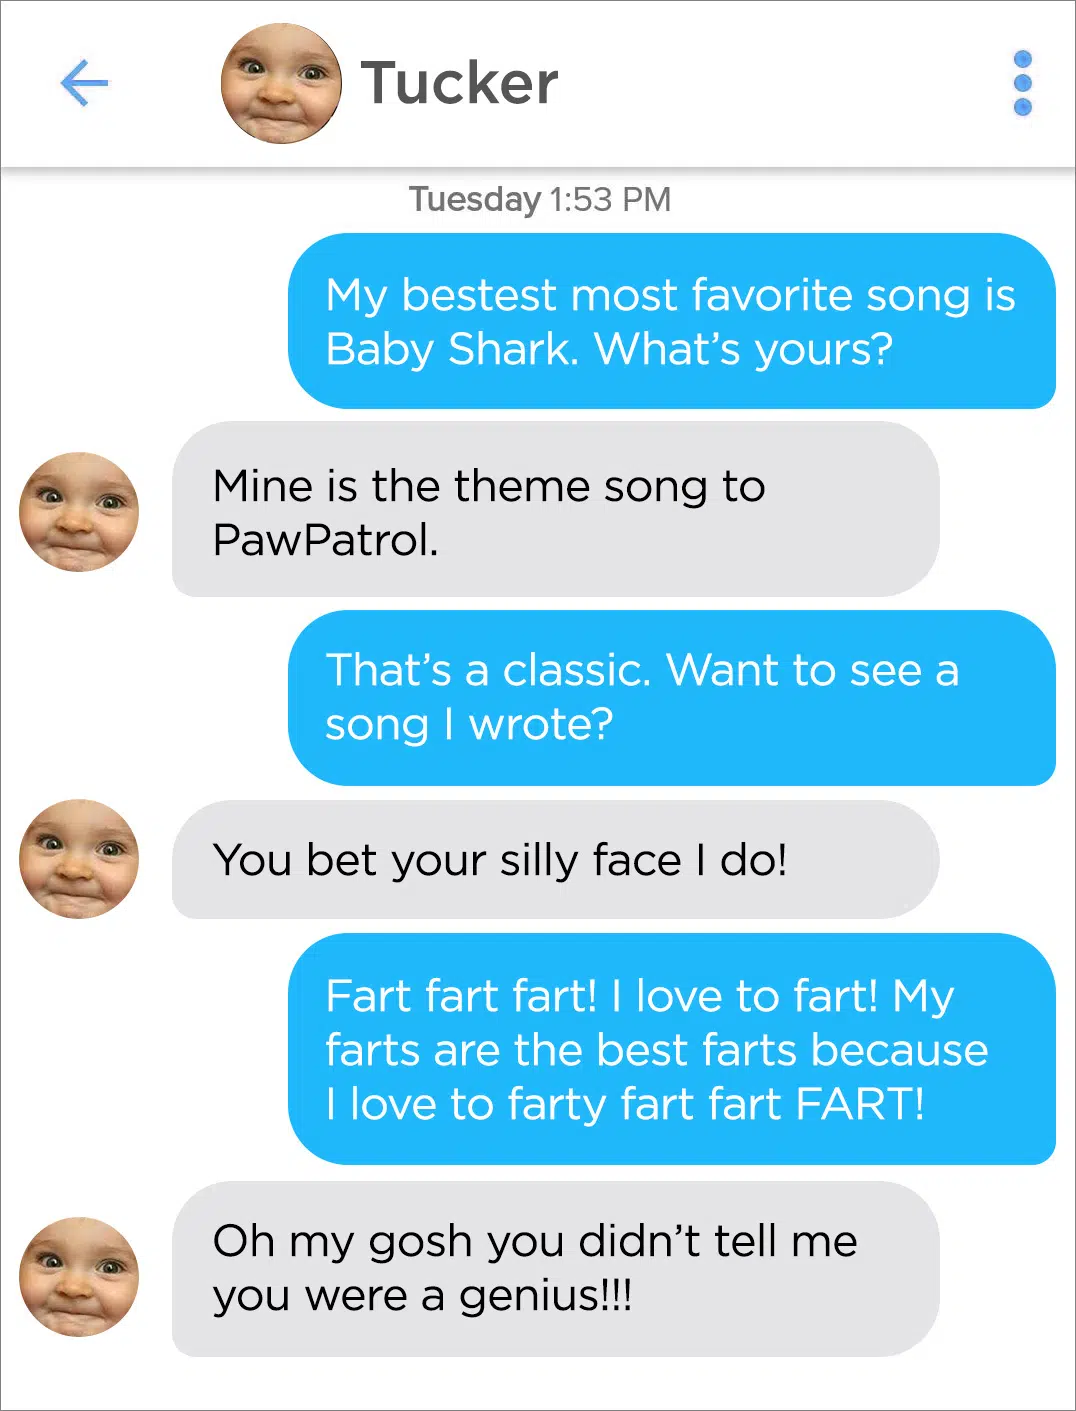 Tucker
Tuesday 1:53 PM
My bestest most favorite song is
Baby Shark. What’s yours?
Mine is the theme song to
PawPatrol.
That’s a classic. Want to see a
song I wrote?
You bet your silly face I do!
Fart fart fart! I love to fart! My
farts are the best farts because
I love to farty fart fart FART!
Oh my gosh you didn’t tell me
you were a genius!!!